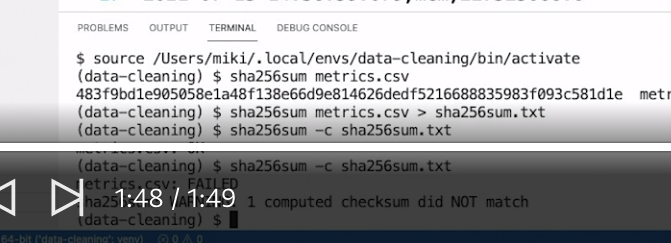 PROBLEMS OUTPUT TERMINAL DEBUG CONSOLE
$ source /Users/miki/.local/envs/data-cleaning/bin/activate
(data-cleaning) $ sha256sum metrics.csv
483f9bd1e905058e1a48f138e66d9e814626dedf5216688835983f093c581d1e metr
(data-cleaning) $ sha256sum metrics.csv > sha256sum.txt
(data-cleaning) $ sha256sum -c sha256sum.txt
metrics.csv: OK
(data-cleaning) $ sha256sum -c sha256sum.txt
metrics.csv: FAILED
1 computed checksum did NOT match
1:48 / 1:49
(data-cleaning) $
64-bit ('data-cleaning': venv) 0 0